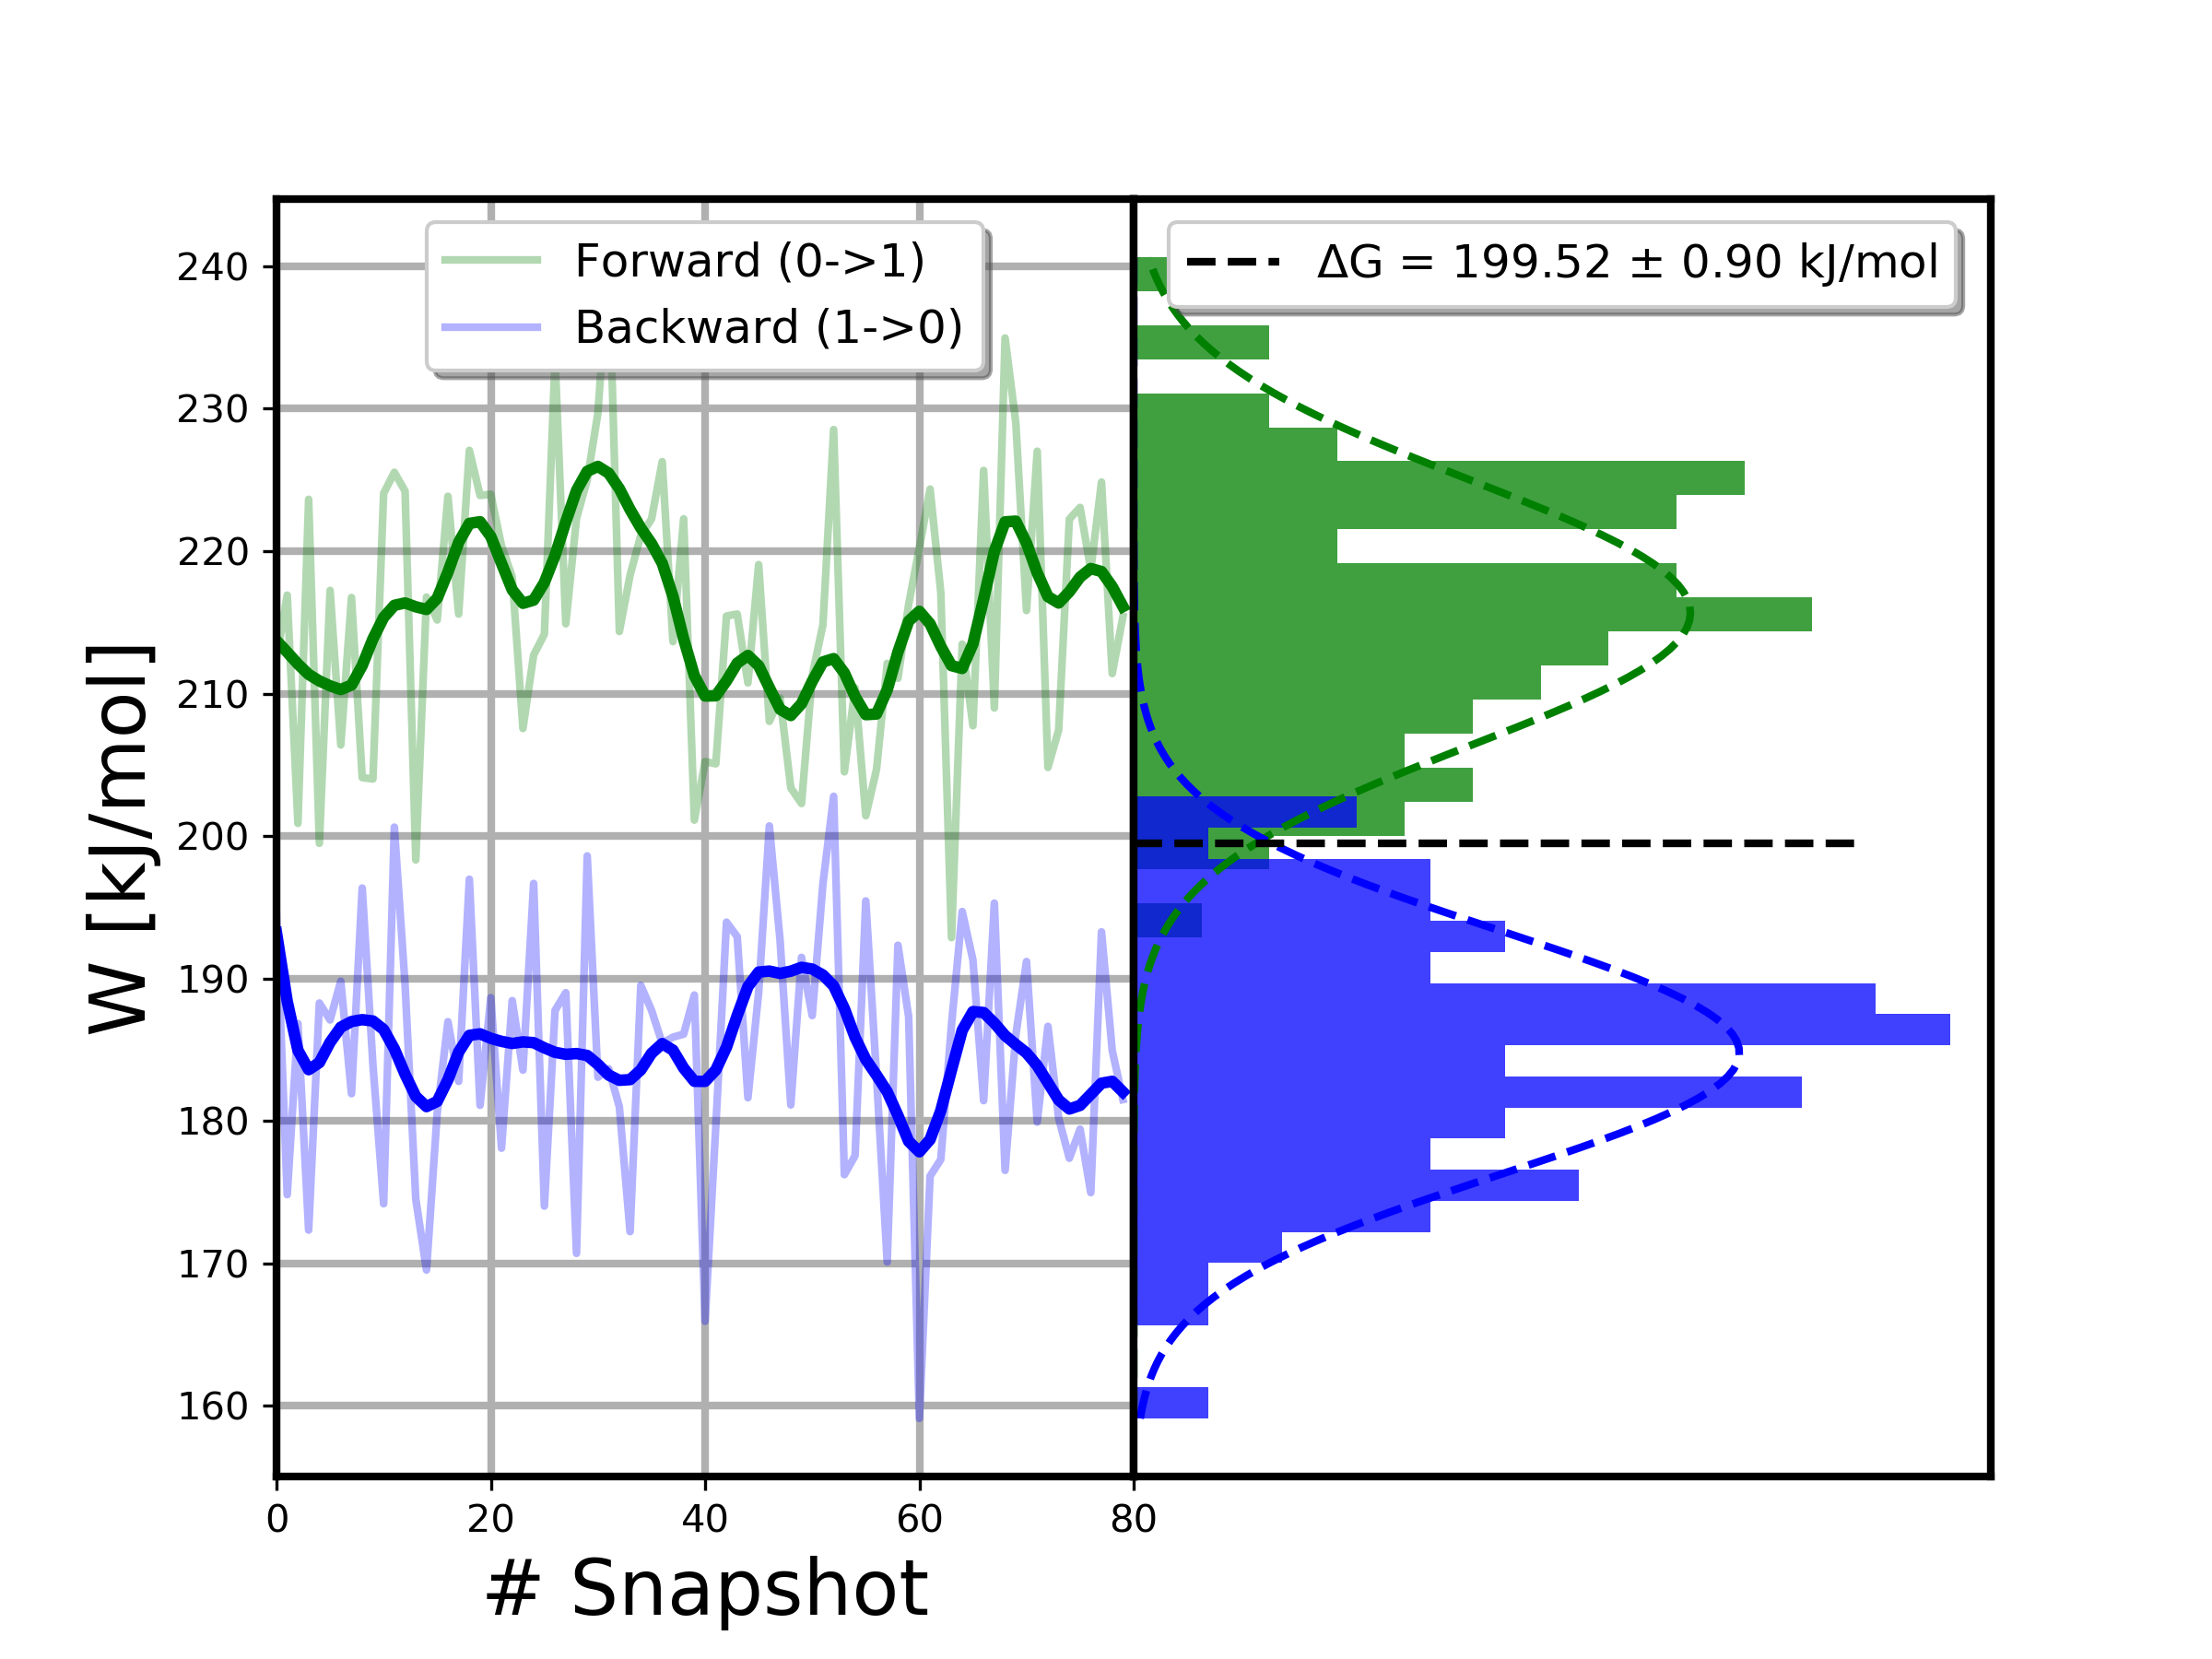 Forward (0->1)
Backward (1->0)
ΔG = 199.52 ± 0.90 kJ/mol
240
230
220
210
200
190
180
170
160
W [kJ/mol]
0
20
40
60
80
# Snapshot